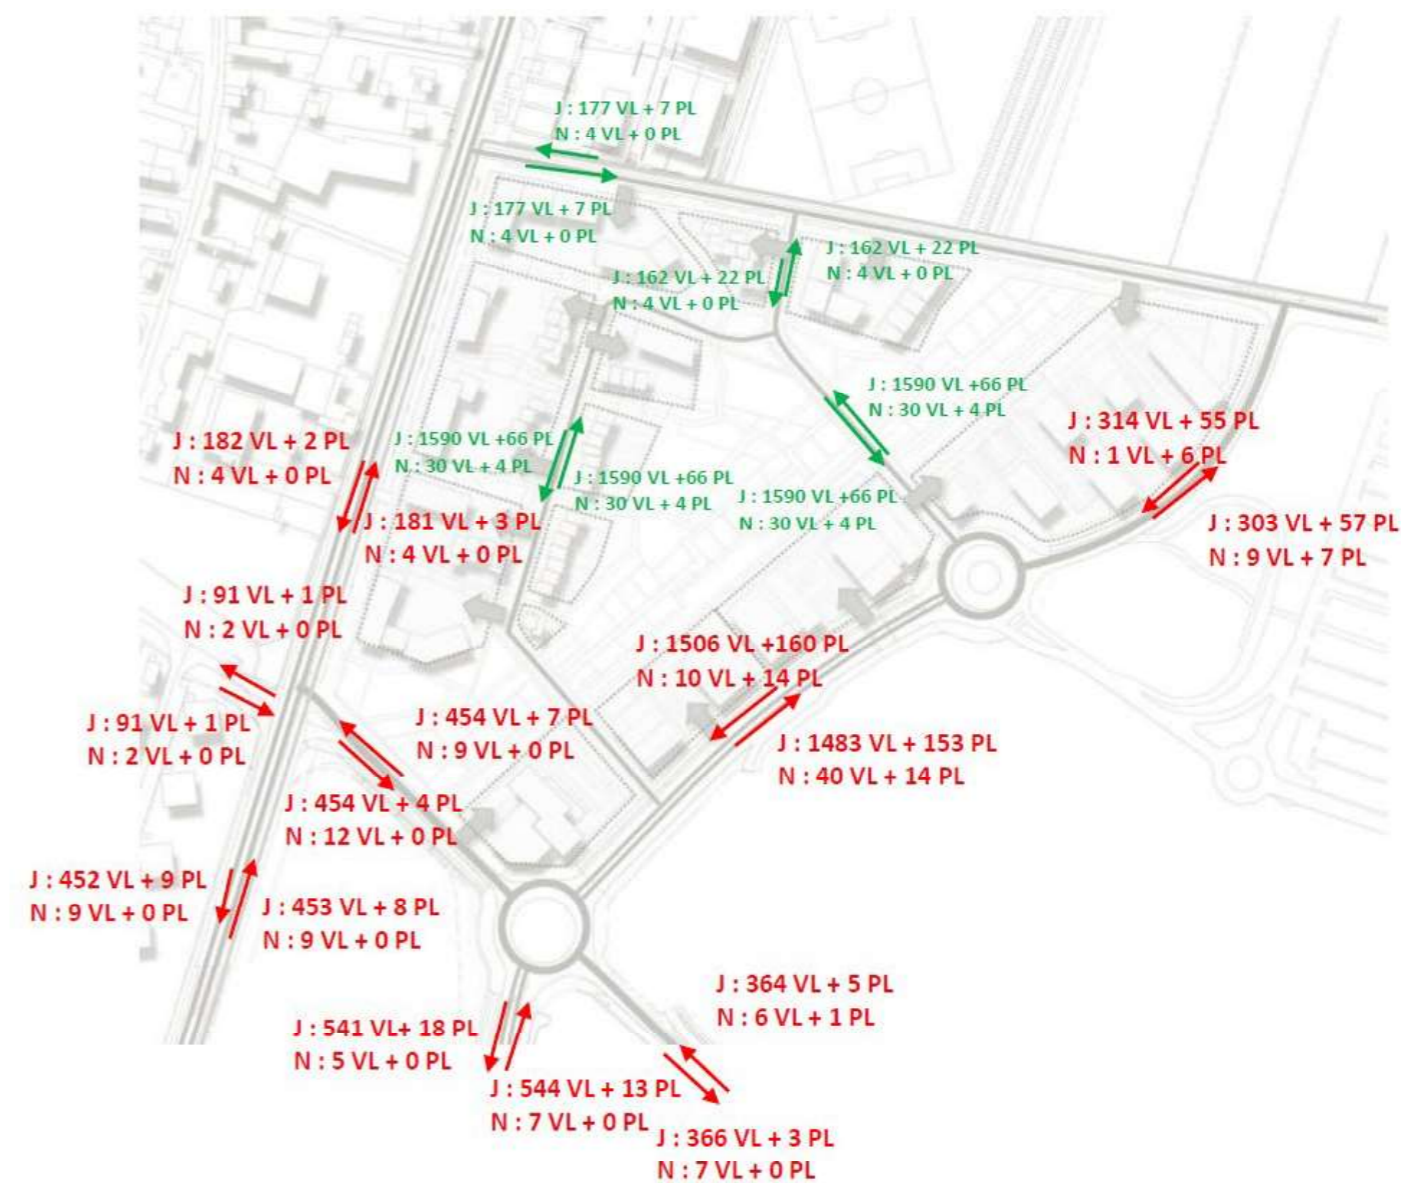 J : 177 VL + 7 PL
N : 4 VL + 0 PL
J : 177 VL + 7 PL
N : 4 VL + 0 PL
J : 162 VL + 22 PL
N : 4 VL + 0 PL
J : 162 VL + 22 PL
N : 4 VL + 0 PL
J : 1590 VL +66 PL
N : 30 VL + 4 PL
J : 314 VL + 55 PL
N : 1 VL + 6 PL
J : 182 VL + 2 PL
N : 4 VL + 0 PL
J : 1590 VL +66 PL
N : 30 VL + 4 PL
J : 1590 VL +66 PL
N : 30 VL + 4 PL
J : 1590 VL +66 PL
N : 30 VL + 4 PL
J : 181 VL + 3 PL
N : 4 VL + 0 PL
J : 303 VL + 57 PL
N : 9 VL + 7 PL
J : 91 VL + 1 PL
N : 2 VL + 0 PL
J : 1506 VL +160 PL
N : 10 VL + 14 PL
J : 91 VL + 1 PL
N : 2 VL + 0 PL
J : 454 VL + 7 PL
N : 9 VL + 0 PL
J : 1483 VL + 153 PL
N : 40 VL + 14 PL
J : 454 VL + 4 PL
N : 12 VL + 0 PL
J : 452 VL + 9 PL
N : 9 VL + 0 PL
J : 453 VL + 8 PL
N : 9 VL + 0 PL
J : 364 VL + 5 PL
N : 6 VL + 1 PL
J : 541 VL+ 18 PL
N : 5 VL + 0 PL
J : 544 VL + 13 PL
N : 7 VL + 0 PL
J : 366 VL + 3 PL
N : 7 VL + 0 PL